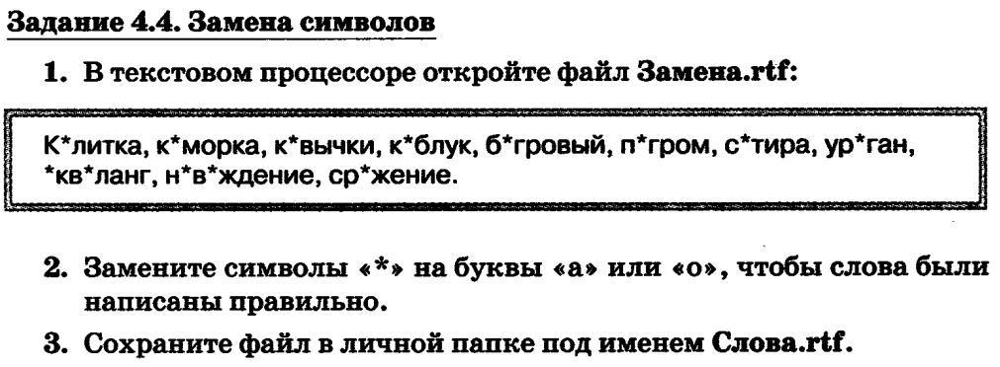 Задание 4.4. Замена символов
1. В текстовом процессоре откройте файл Замена.rtf:
К*литка, к*морка, к*вычки, к*блук, б*гровый, п*гром, с*тира, ур*ган,
*кв*ланг, н*в*ждение, ср*жение.
2. Замените символы «*» на буквы «а» или «о», чтобы слова были
написаны правильно.
3. Сохраните файл в личной папке под именем Слова.rtf.